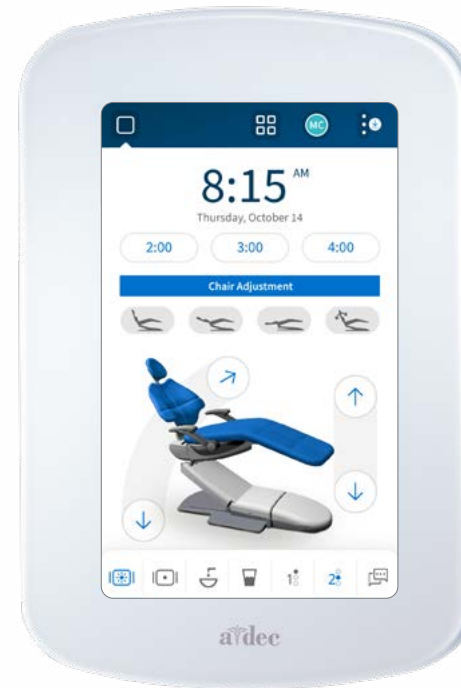 MC
8:15 AM
Thursday, October 14
2:00 3:00 4:00
Chair Adjustment
1 2
a dec